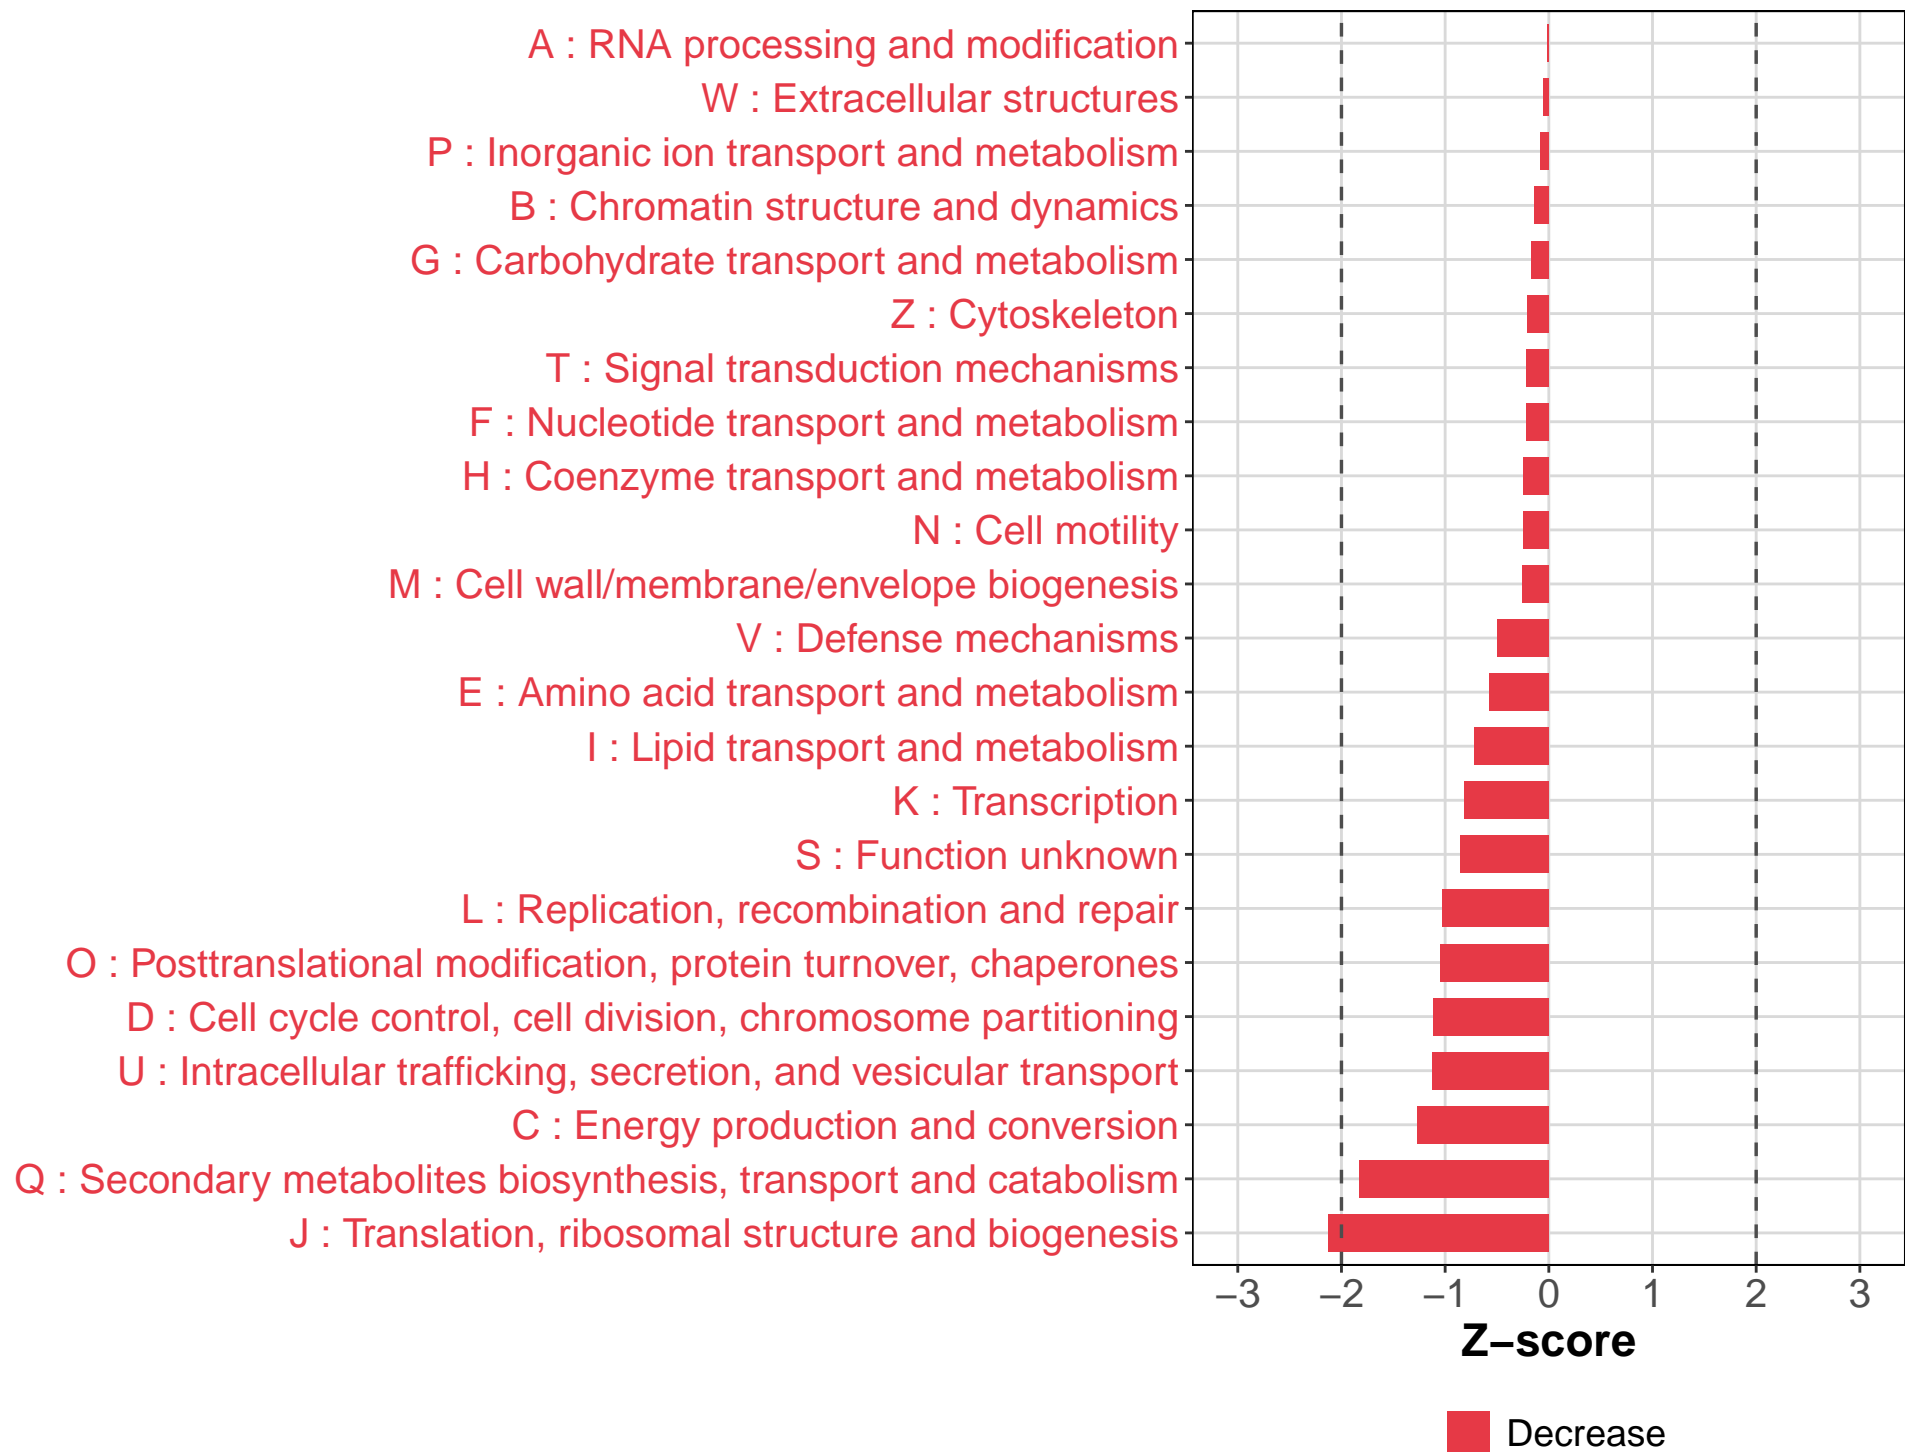 A : RNA processing and modification
W : Extracellular structures
P : Inorganic ion transport and metabolism
B : Chromatin structure and dynamics
G : Carbohydrate transport and metabolism
Z : Cytoskeleton
T : Signal transduction mechanisms
F : Nucleotide transport and metabolism
H : Coenzyme transport and metabolism
N : Cell motility
M : Cell wall/membrane/envelope biogenesis
V : Defense mechanisms
E : Amino acid transport and metabolism
I : Lipid transport and metabolism
K : Transcription
S : Function unknown
L : Replication, recombination and repair
O : Posttranslational modification, protein turnover, chaperones
D : Cell cycle control, cell division, chromosome partitioning
U : Intracellular trafficking, secretion, and vesicular transport
C : Energy production and conversion
Q : Secondary metabolites biosynthesis, transport and catabolism
J : Translation, ribosomal structure and biogenesis
−3 −2 −1 0 1 2 3
Z−score
Decrease